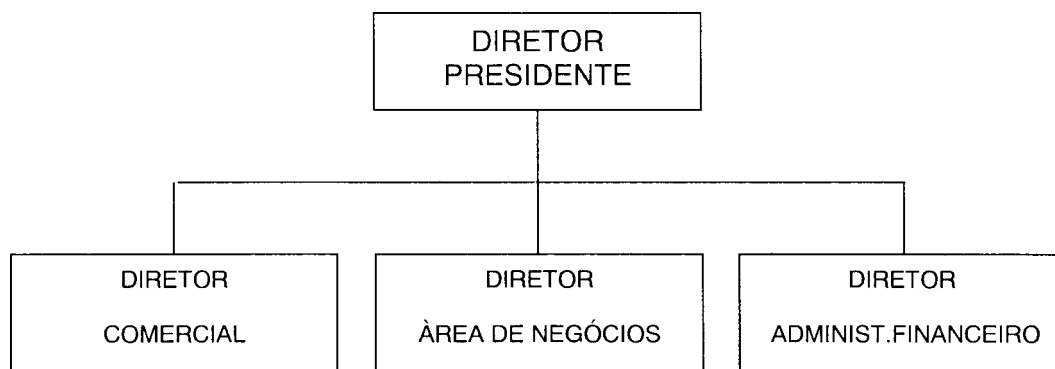 DIRETOR
PRESIDENTE
DIRETOR
COMERCIAL
DIRETOR
ÀREA DE NEGÓCIOS
DIRETOR
ADMINIST.FINANCEIRO